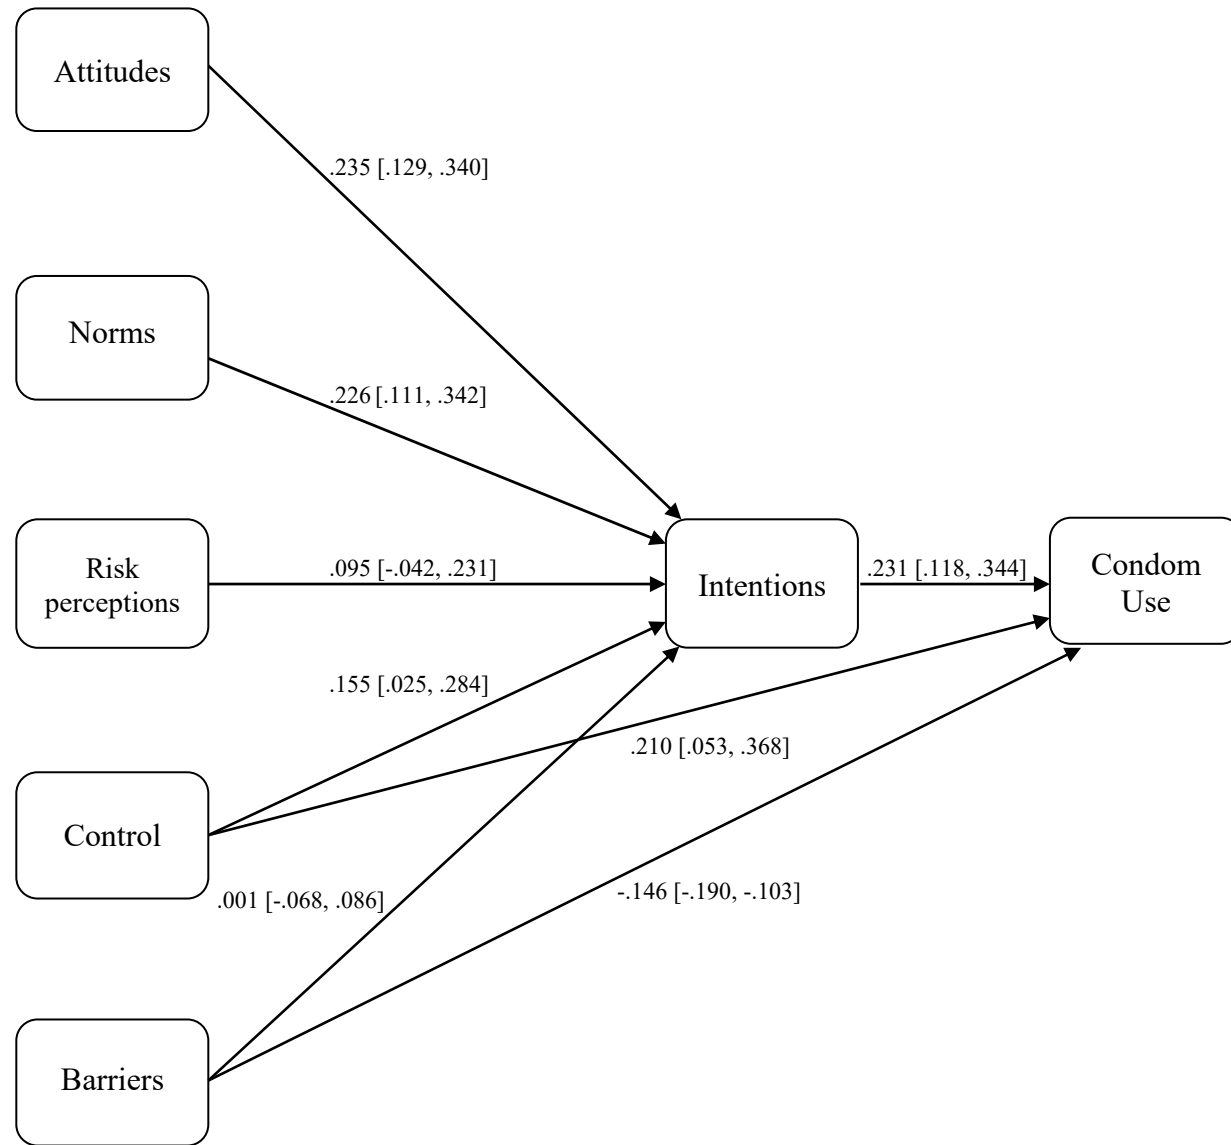 Attitudes
.235 [.129, .340]
Norms
.226 [.111, .342]
Risk
perceptions
.095 [-.042, .231]
Intentions
.231 [.118, .344]
Condom
Use
.155 [.025, .284]
.210 [.053, .368]
Control
.001 [-.068, .086]
-.146 [-.190, -.103]
Barriers